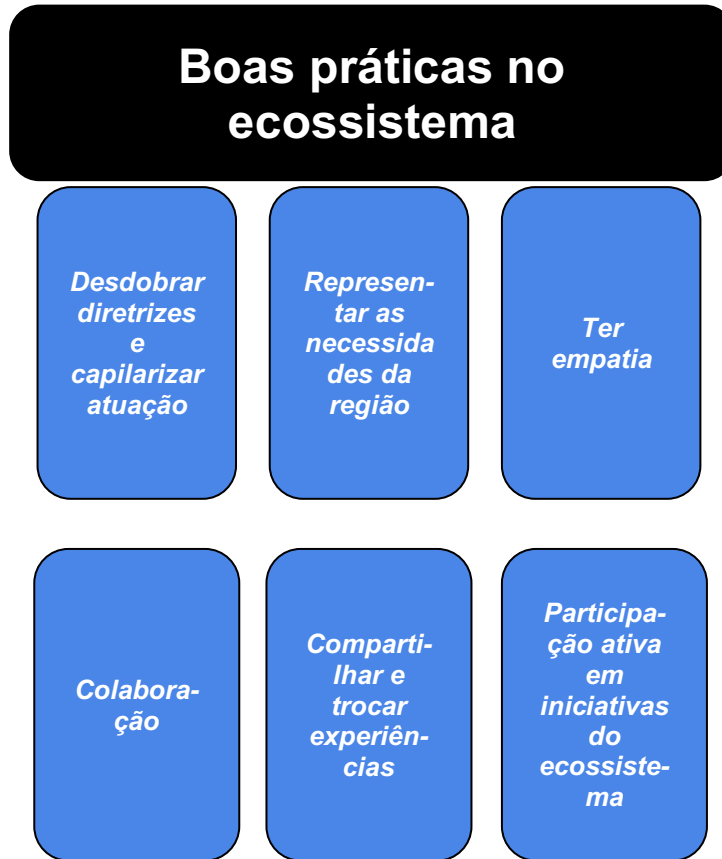 Boas práticas no
ecossistema
Desdobrar
diretrizes
e
capilarizar
atuação
Represen-
tar as
necessida
des da
região
Ter
empatia
Colabora-
ção
Comparti-
lhar e
trocar
experiên-
cias
Participa-
ção ativa
em
iniciativas
do
ecossiste-
ma